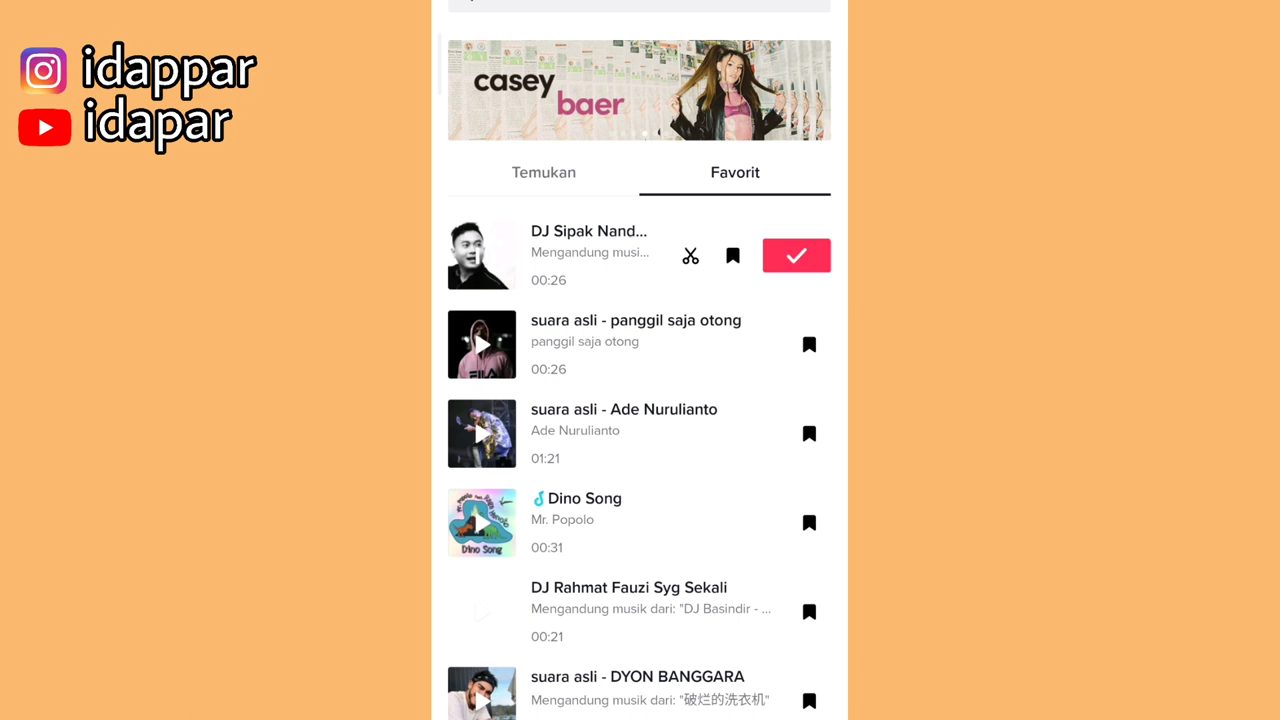 idappar
idapar
casey
baer
Temukan
Favorit
DJ Sipak Nand...
Mengandung musi...
00:26
suara asli - panggil saja otong
panggil saja otong
00:26
FILA
suara asli - Ade Nurulianto
Ade Nurulianto
01:21
Dino Song
Mr. Popolo
00:31
Dino Song
DJ Rahmat Fauzi Syg Sekali
Mengandung musik dari: "DJ Basindir - ...
00:21
suara asli - DYON BANGGARA
Mengandung musik dari: "破烂的洗衣机"